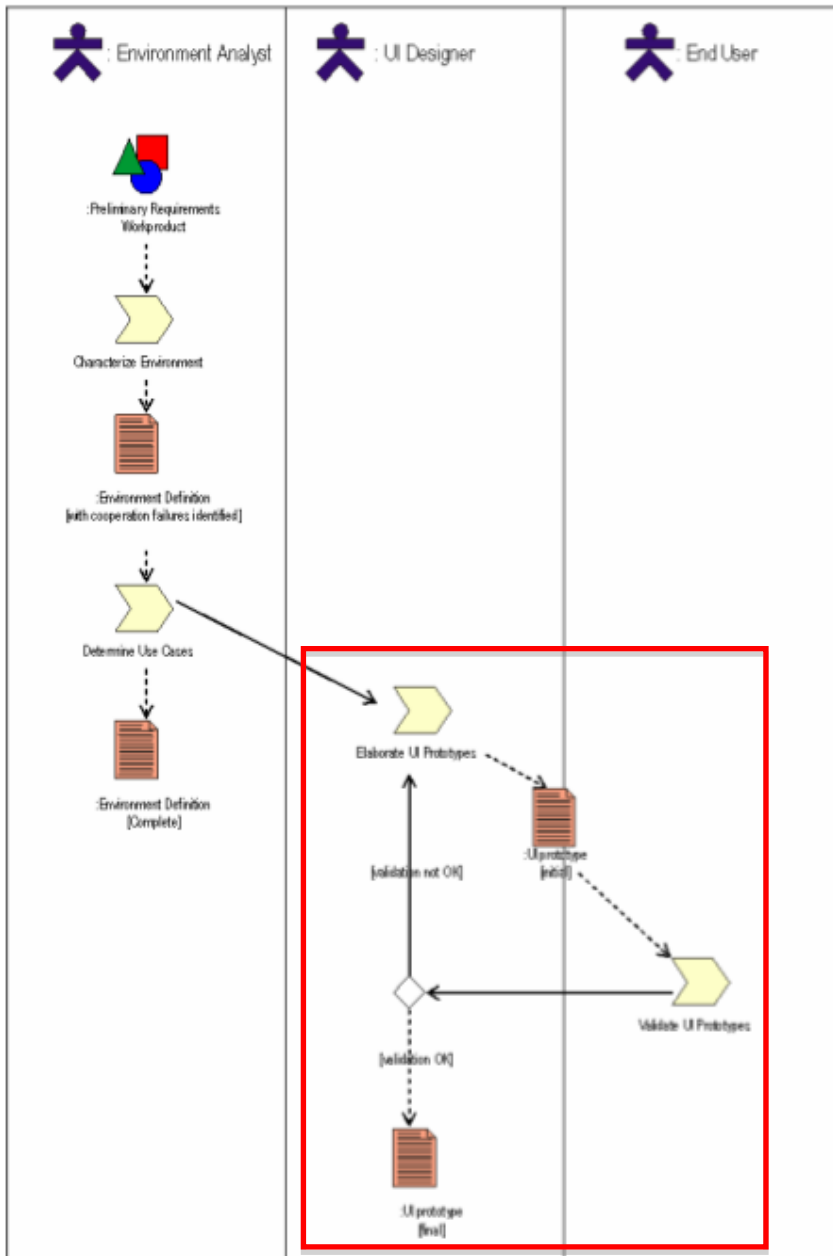 : Environment Analyst
: UI Designer
: End User
:Preliminary Requirements
Workproduct
Characterize Environment
:Environment Definition
[with cooperation failures identified]
Determine Use Cases
:Environment Definition
[Complete]
Elaborate UI Prototypes
:UI prototype
[initial]
[validation not OK]
Validate UI Prototypes
[validation OK]
:UI prototype
[final]